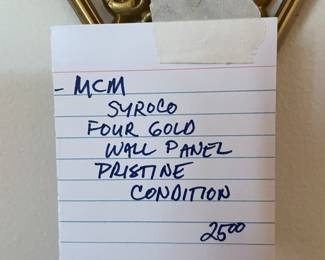 - MCM
SYROCO
FOUR GOLD
WALL PANEL
PRISTINE
CONDITION
25⁰⁰